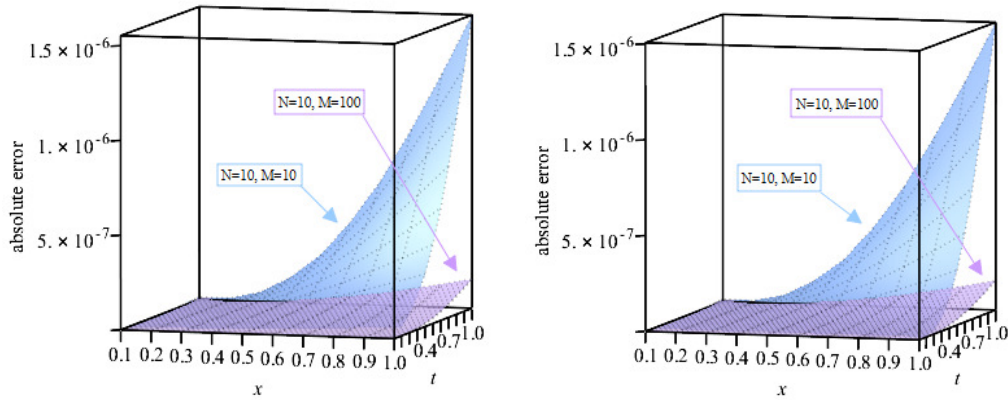 1.5 × 10⁻⁶
N=10, M=100
1. × 10⁻⁶
N=10, M=10
absolute error
5. × 10⁻⁷
0.1 0.2 0.3 0.4 0.5 0.6 0.7 0.8 0.9 1.0
0.4 0.7 1.0
x
t
1.5 × 10⁻⁶
N=10, M=100
1. × 10⁻⁶
N=10, M=10
absolute error
5. × 10⁻⁷
0.1 0.2 0.3 0.4 0.5 0.6 0.7 0.8 0.9 1.0
0.4 0.7 1.0
x
t